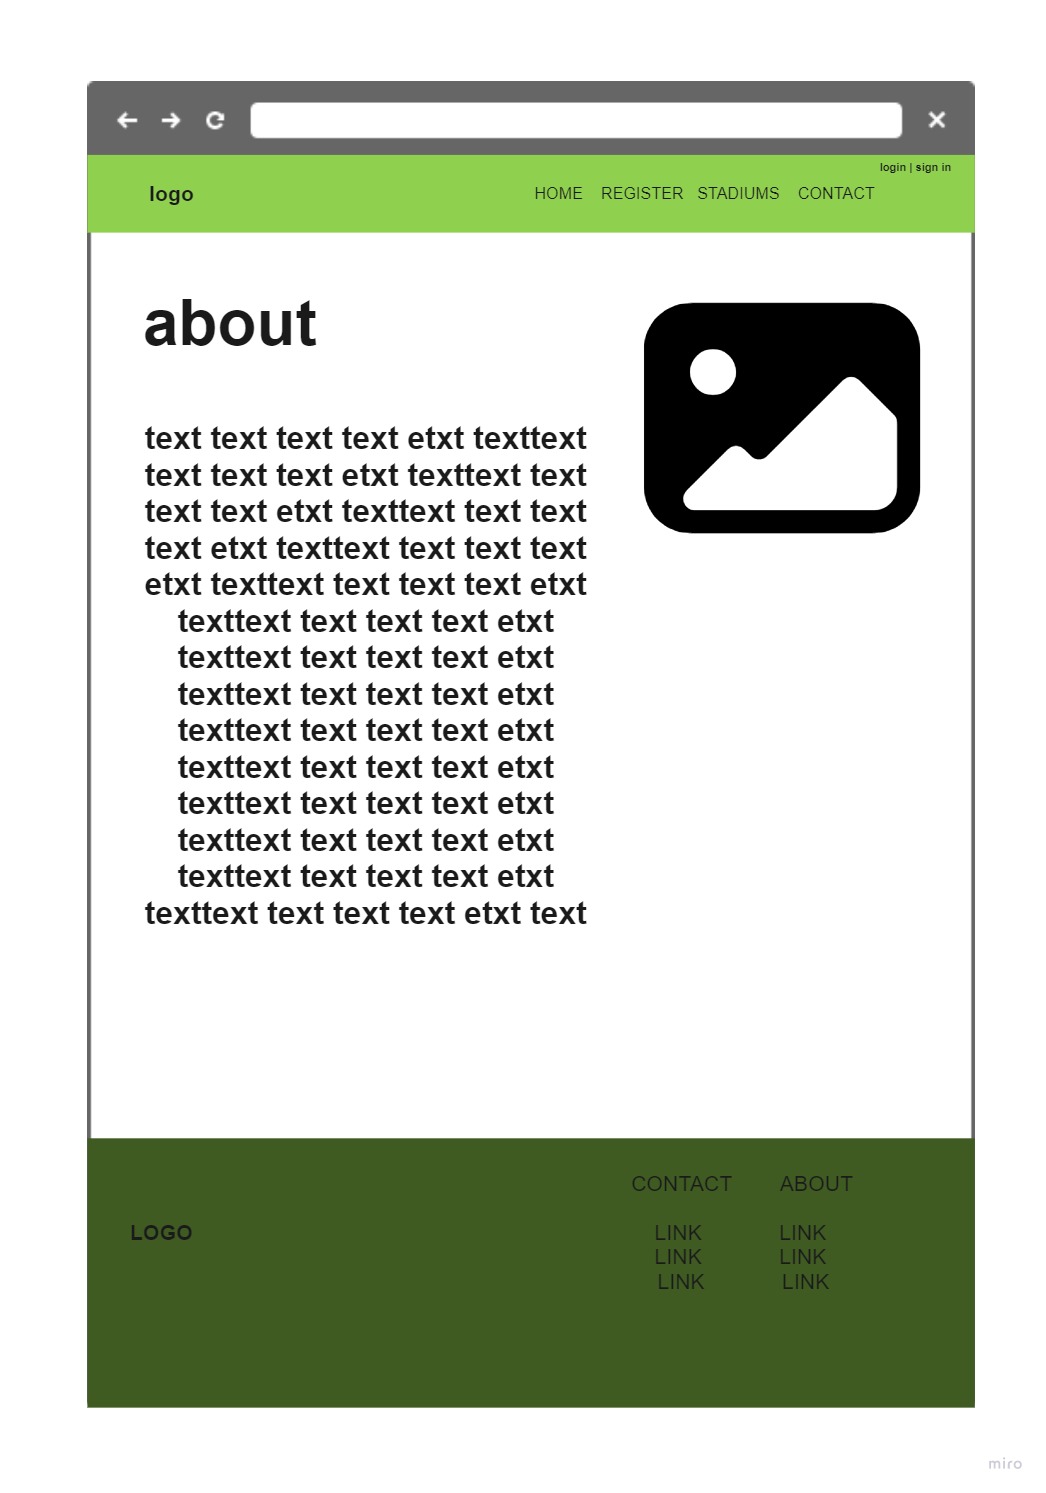 login | sign in
logo
HOME REGISTER STADIUMS CONTACT
about
text text text text etxt texttext
text text text etxt texttext text
text text etxt texttext text text
text etxt texttext text text text
etxt texttext text text text etxt
texttext text text text etxt
texttext text text text etxt
texttext text text text etxt
texttext text text text etxt
texttext text text text etxt
texttext text text text etxt
texttext text text text etxt
texttext text text text etxt
texttext text text text etxt text
CONTACT ABOUT
LOGO LINK LINK
LINK LINK
LINK LINK
miro